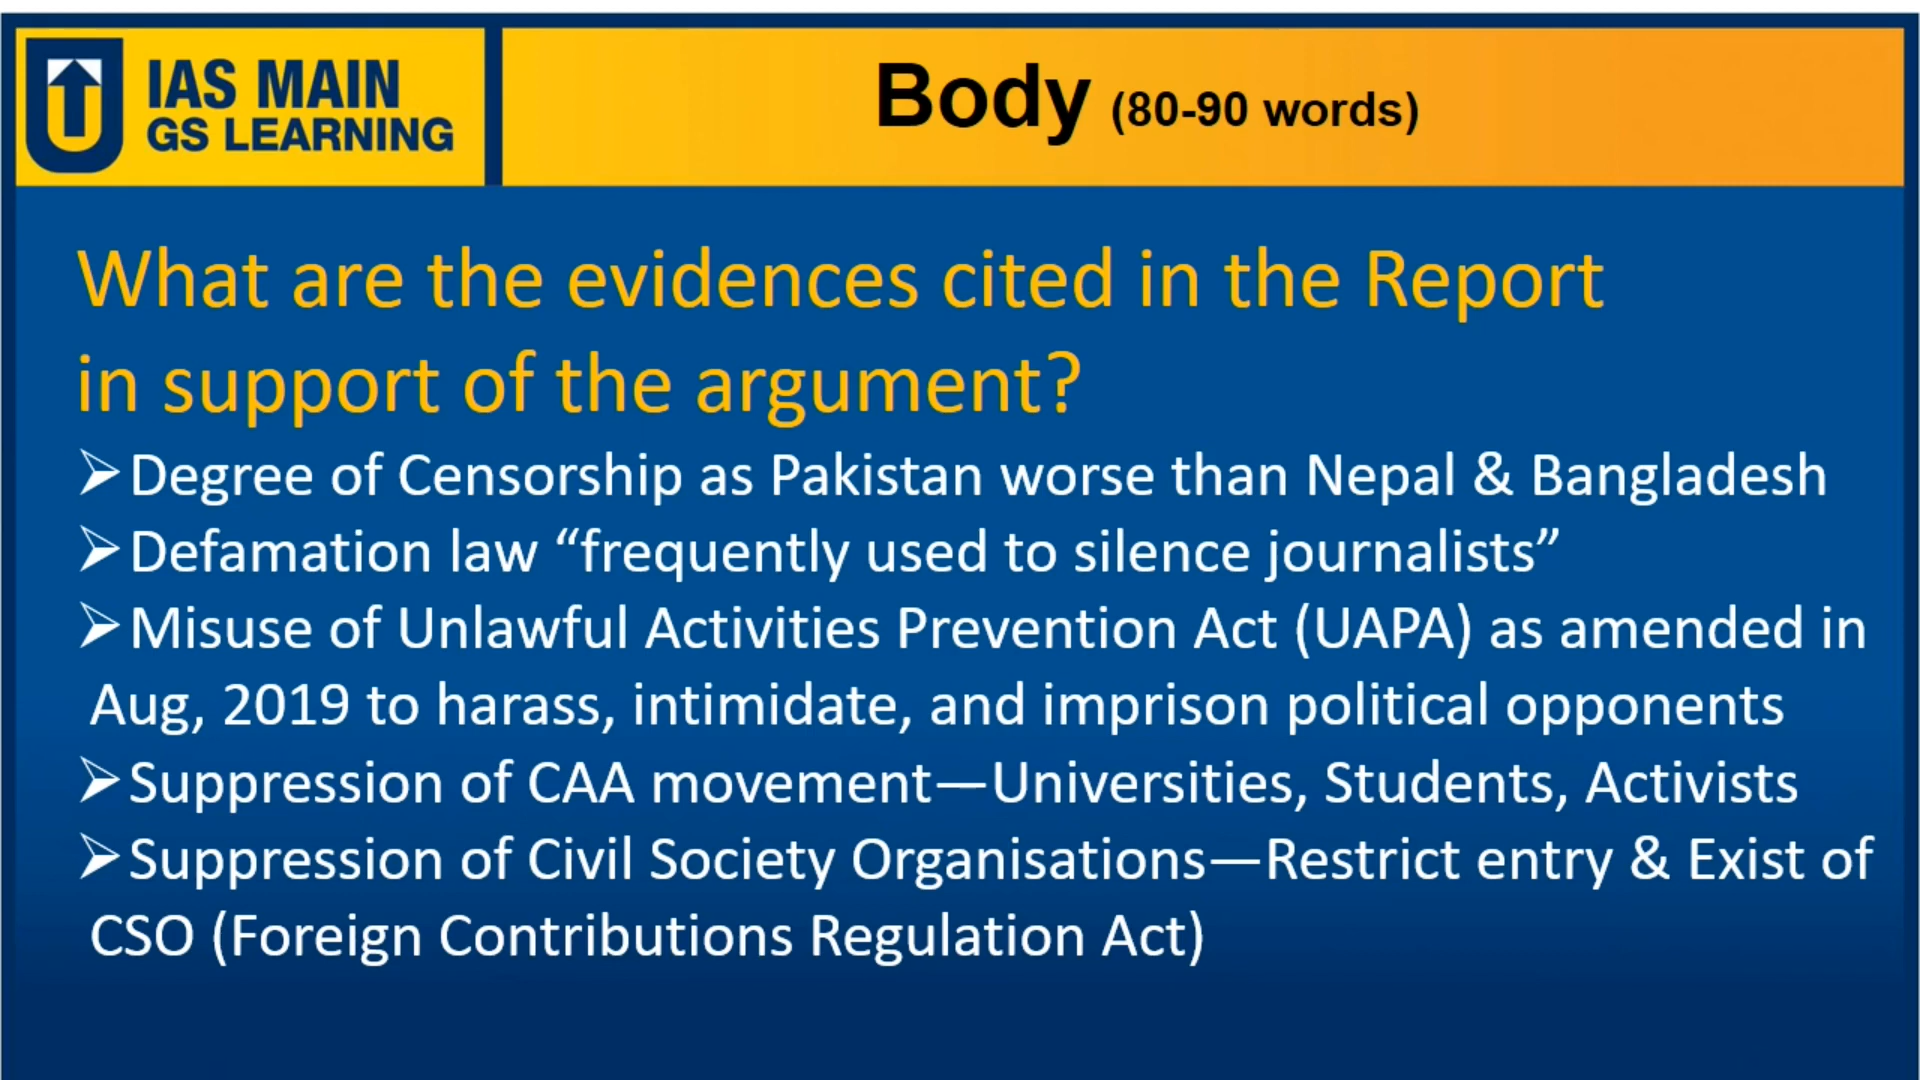 IAS MAIN
GS LEARNING
Body (80-90 words)
What are the evidences cited in the Report
in support of the argument?
➢Degree of Censorship as Pakistan worse than Nepal & Bangladesh
➢Defamation law “frequently used to silence journalists”
➢Misuse of Unlawful Activities Prevention Act (UAPA) as amended in
Aug, 2019 to harass, intimidate, and imprison political opponents
➢Suppression of CAA movement—Universities, Students, Activists
➢Suppression of Civil Society Organisations—Restrict entry & Exist of
CSO (Foreign Contributions Regulation Act)